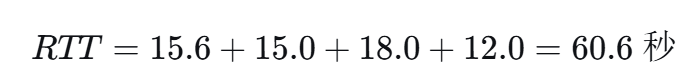 RTT = 15.6 + 15.0 + 18.0 + 12.0 = 60.6 秒